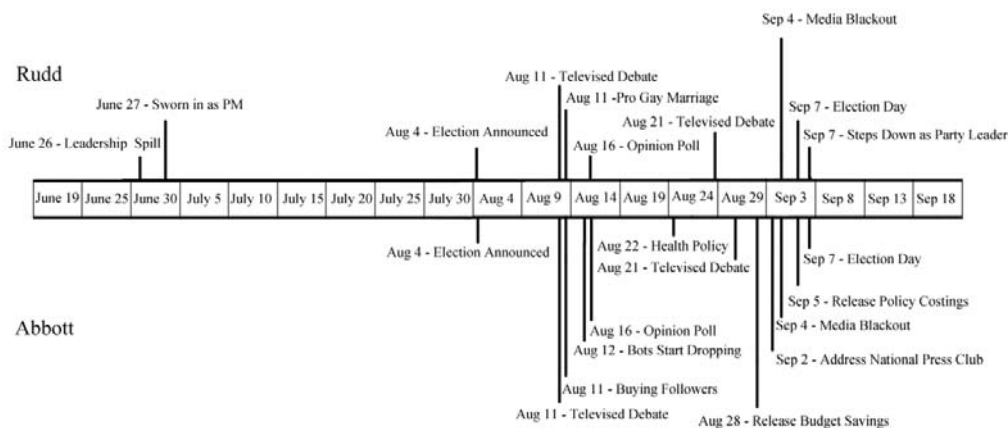 Sep 4 - Media Blackout
Rudd
Aug 11 - Televised Debate
June 27 - Sworn in as PM
Aug 11 -Pro Gay Marriage
Sep 7 - Election Day
Aug 4 - Election Announced
Aug 21 - Televised Debate
June 26 - Leadership Spill
Aug 16 - Opinion Poll
Sep 7 - Steps Down as Party Leader
June 19 June 25 June 30 July 5 July 10 July 15 July 20 July 25 July 30 Aug 4 Aug 9 Aug 14 Aug 19 Aug 24 Aug 29 Sep 3 Sep 8 Sep 13 Sep 18
Aug 4 - Election Announced
Aug 22 - Health Policy
Sep 7 - Election Day
Aug 21 - Televised Debate
Sep 5 - Release Policy Costings
Abbott
Aug 16 - Opinion Poll
Sep 4 - Media Blackout
Aug 12 - Bots Start Dropping
Sep 2 - Address National Press Club
Aug 11 - Buying Followers
Aug 11 - Televised Debate
Aug 28 - Release Budget Savings